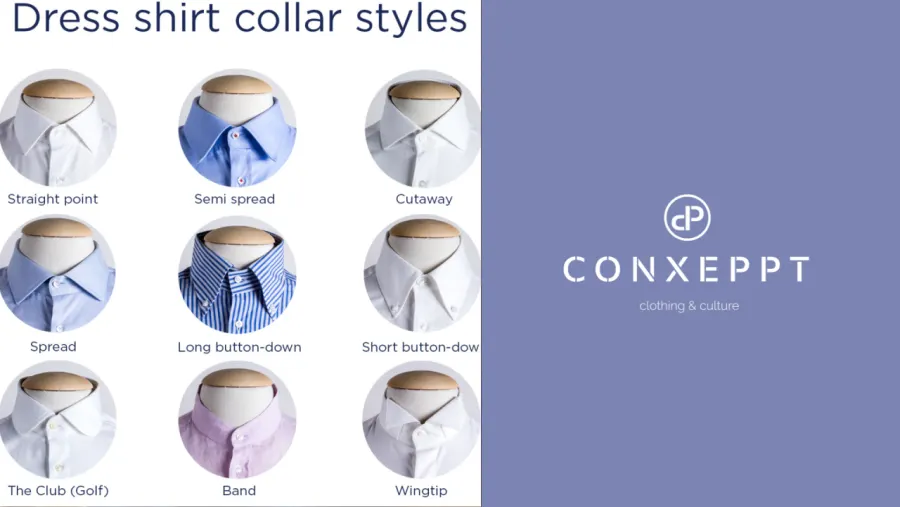 Dress shirt collar styles
Straight point
Semi spread
Cutaway
Spread
Long button-down
Short button-dow
The Club (Golf)
Band
Wingtip
dP
CONXEPPT
clothing & culture